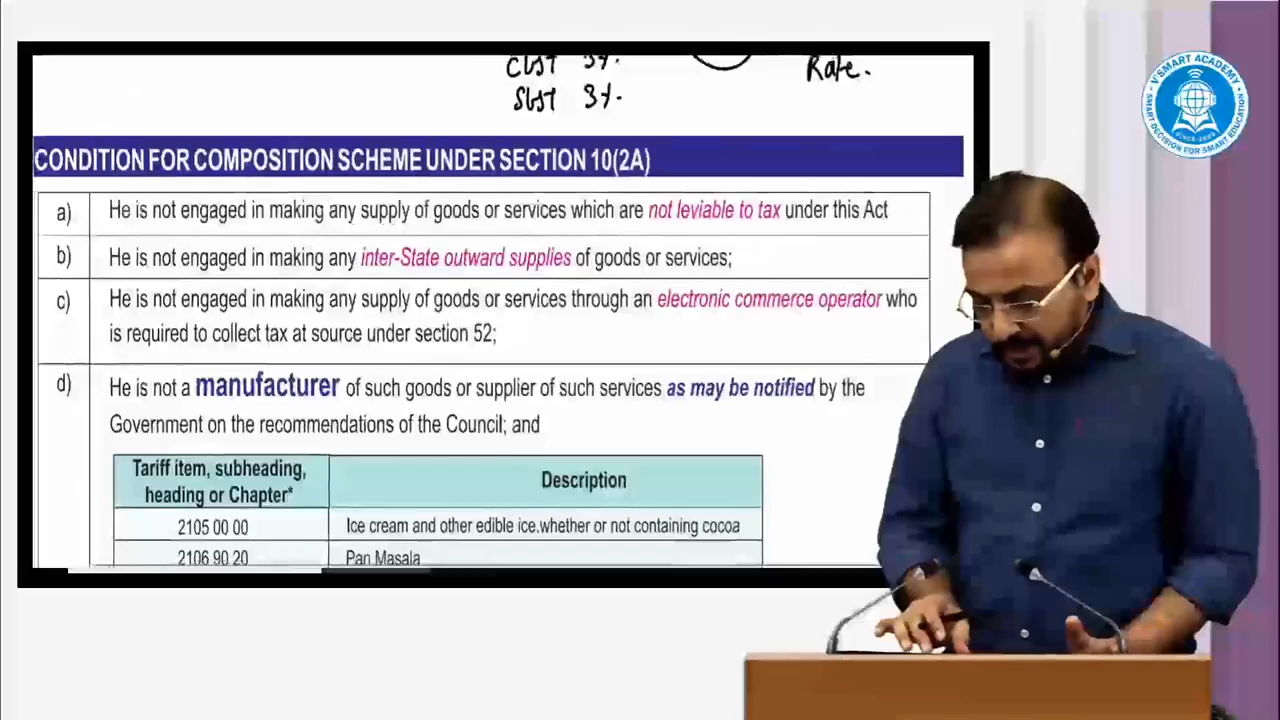 CGST 3%.
Rate.
SGST 3%.
V'SMART ACADEMY
SMART DECISION FOR SMART EDUCATION
CONDITION FOR COMPOSITION SCHEME UNDER SECTION 10(2A)
a) He is not engaged in making any supply of goods or services which are not leviable to tax under this Act
b) He is not engaged in making any inter-State outward supplies of goods or services;
c) He is not engaged in making any supply of goods or services through an electronic commerce operator who
is required to collect tax at source under section 52;
d) He is not a manufacturer of such goods or supplier of such services as may be notified by the
Government on the recommendations of the Council; and
Tariff item, subheading,
heading or Chapter*
Description
2105 00 00 Ice cream and other edible ice.whether or not containing cocoa
2106 90 20 Pan Masala